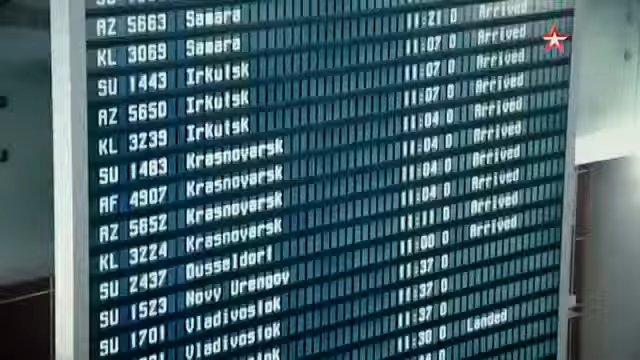 AZ 5663 Samara
KL 3069 Samara 11:21 0 Arrived
SU 1443 Irkutsk 11:07 0 Arrived
AZ 5650 Irkutsk 11:07 0 Arrived
KL 3239 Irkutsk 11:07 0 Arrived
SU 1483 Krasnoyarsk 11:04 0 Arrived
AF 4907 Krasnoyarsk 11:04 0 Arrived
AZ 5652 Krasnoyarsk 11:04 0 Arrived
KL 3224 Krasnoyarsk 11:04 0 Arrived
SU 2437 Dusseldorf 11:11 0 Arrived
SU 1523 Novy Urengoy 11:00 0 Arrived
SU 1701 Vladivostok 11:37 0
Vladivostok 11:37 0
11:37 0
11:30 0 Landed